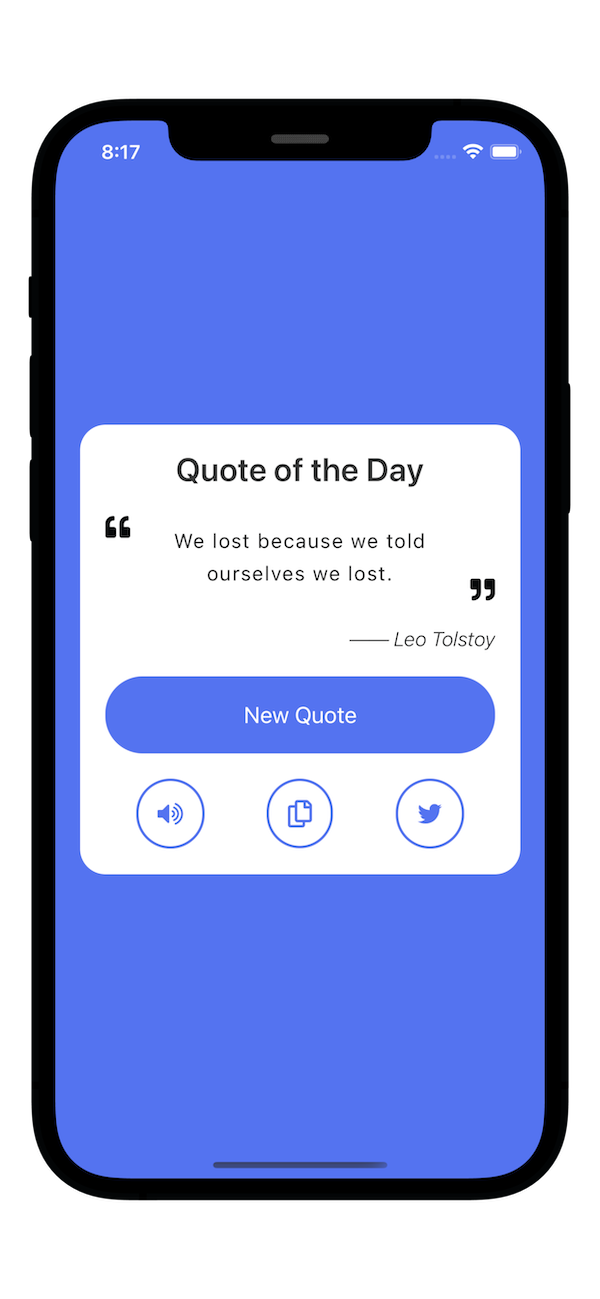 8:17
Quote of the Day
“
We lost because we told
ourselves we lost.
”
—— Leo Tolstoy
New Quote